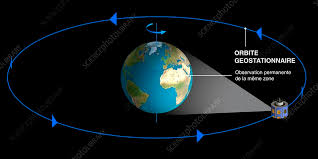 ORBITE
GEOSTATIONNAIRE
Observation permanente
de la même zone